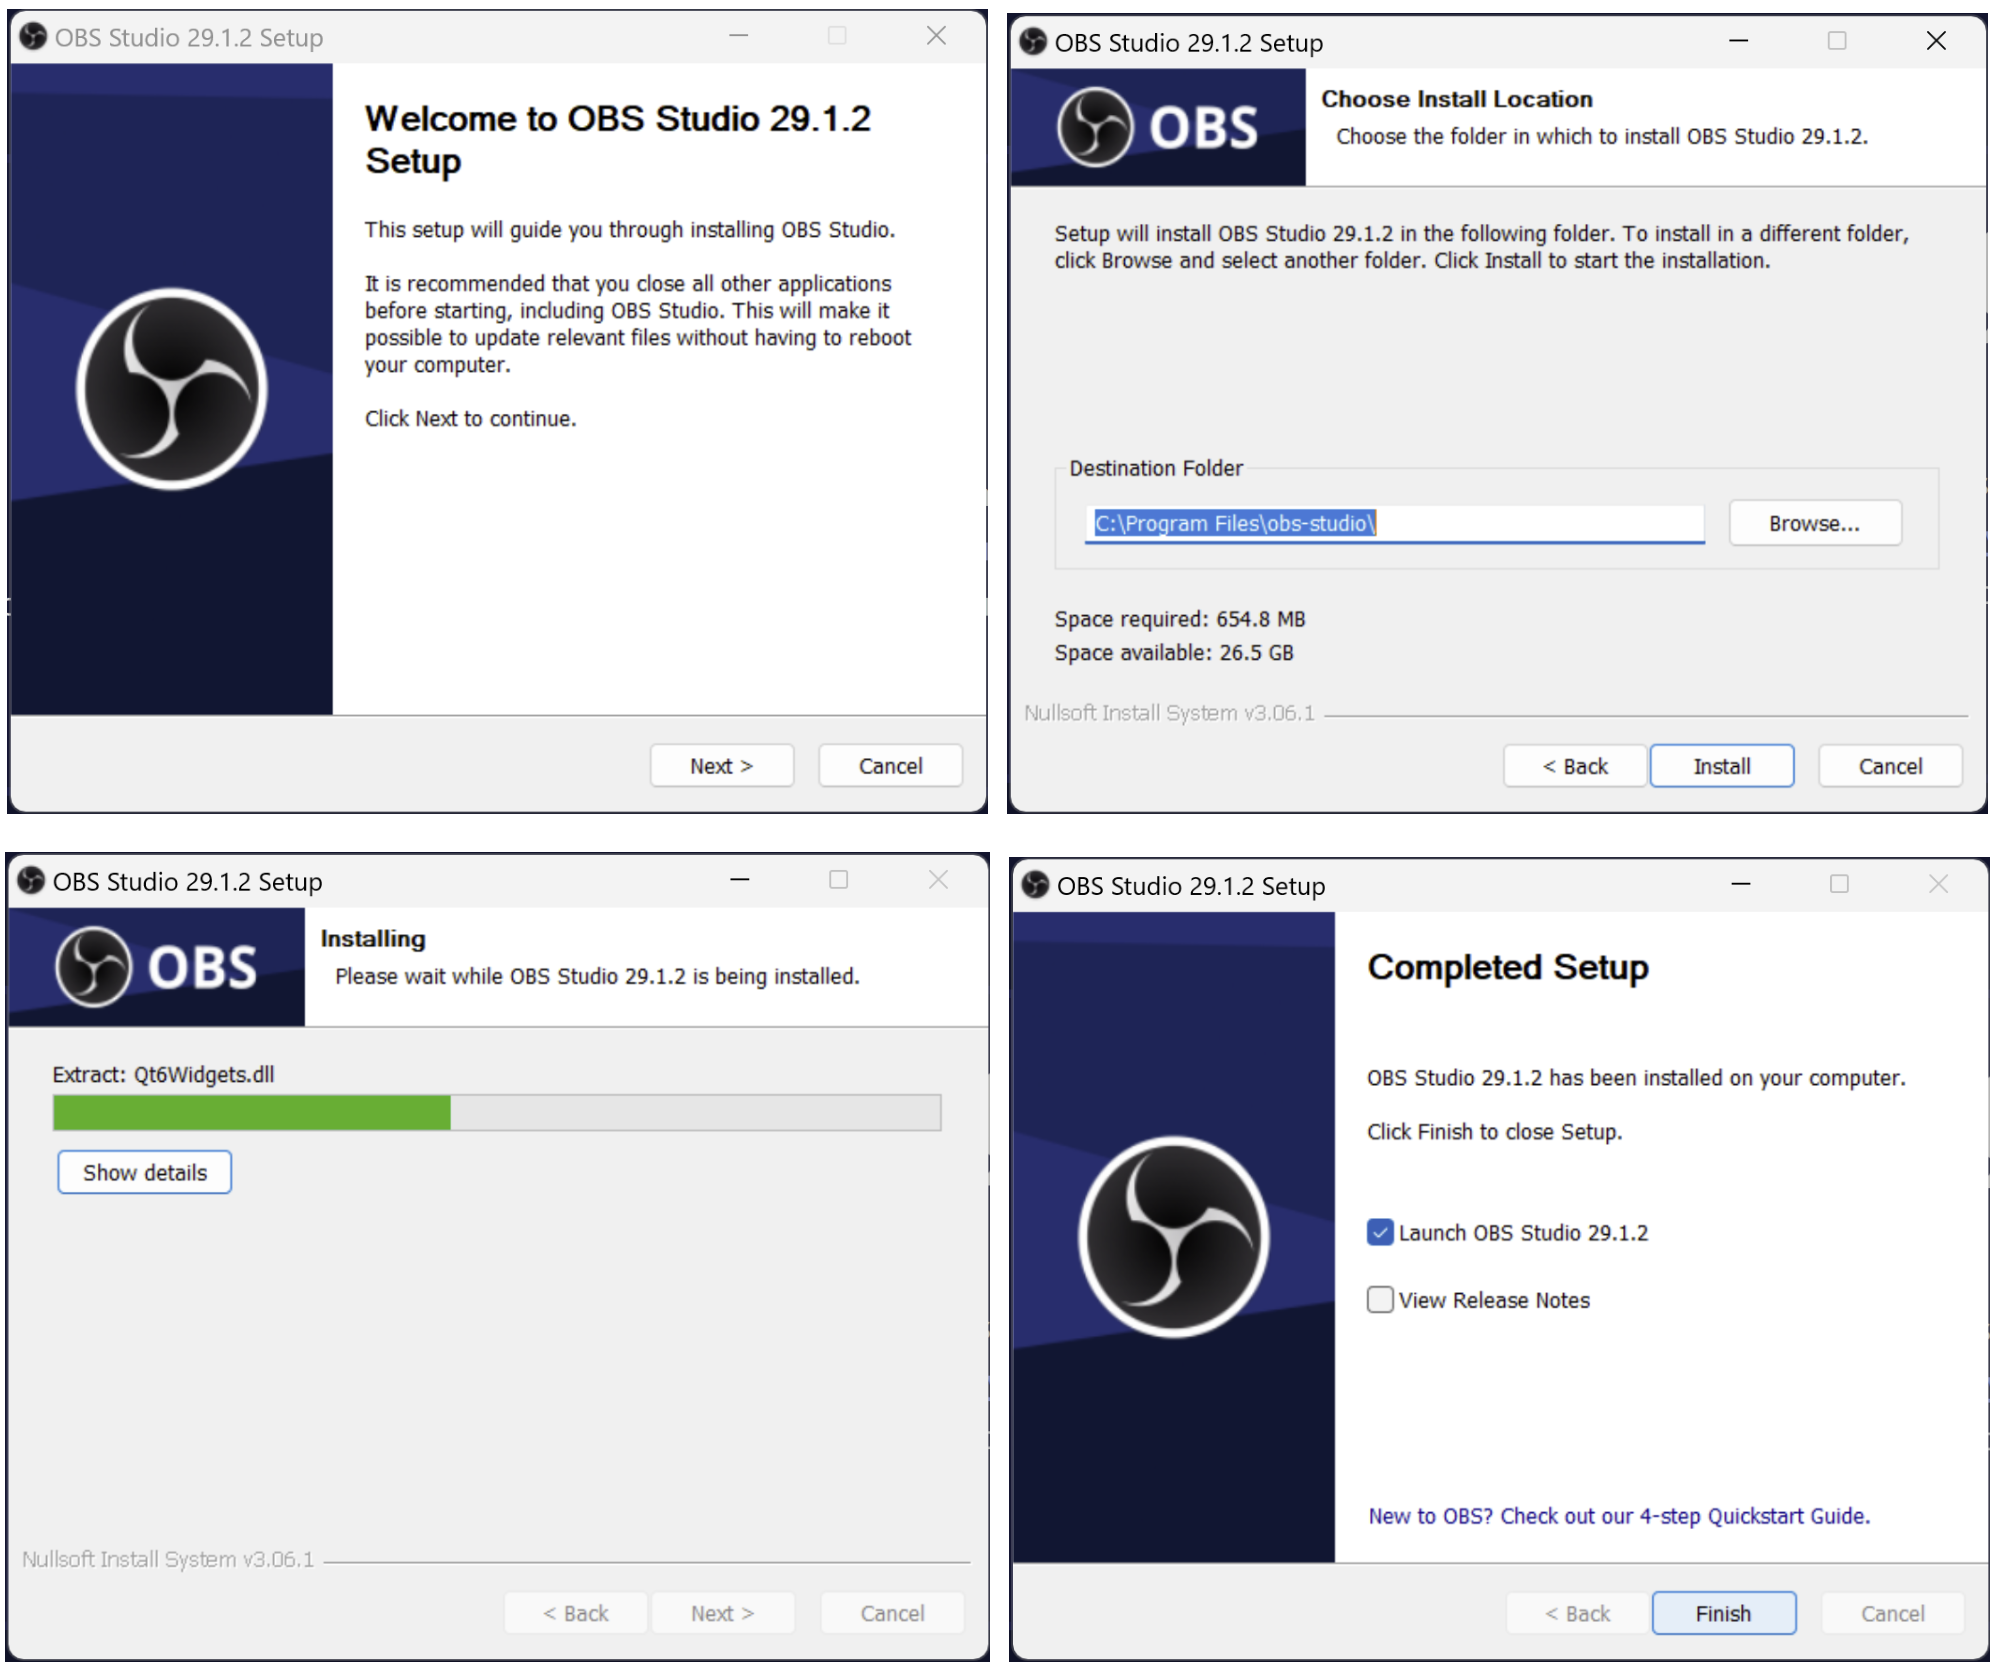 OBS Studio 29.1.2 Setup
Welcome to OBS Studio 29.1.2
Setup
This setup will guide you through installing OBS Studio.
It is recommended that you close all other applications
before starting, including OBS Studio. This will make it
possible to update relevant files without having to reboot
your computer.
Click Next to continue.
Next >
Cancel
OBS Studio 29.1.2 Setup
OBS
Choose Install Location
Choose the folder in which to install OBS Studio 29.1.2.
Setup will install OBS Studio 29.1.2 in the following folder. To install in a different folder,
click Browse and select another folder. Click Install to start the installation.
Destination Folder
C:\Program Files\obs-studio\
Browse...
Space required: 654.8 MB
Space available: 26.5 GB
Nullsoft Install System v3.06.1
< Back
Install
Cancel
OBS Studio 29.1.2 Setup
OBS
Installing
Please wait while OBS Studio 29.1.2 is being installed.
Extract: Qt6Widgets.dll
Show details
Nullsoft Install System v3.06.1
< Back
Next >
Cancel
OBS Studio 29.1.2 Setup
Completed Setup
OBS Studio 29.1.2 has been installed on your computer.
Click Finish to close Setup.
Launch OBS Studio 29.1.2
View Release Notes
New to OBS? Check out our 4-step Quickstart Guide.
< Back
Finish
Cancel